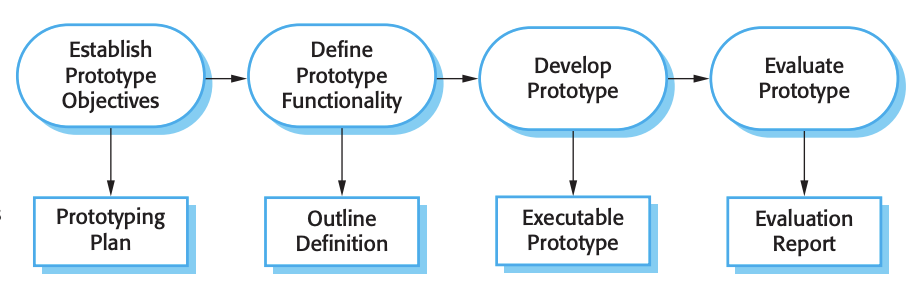 Establish
Prototype
Objectives
Define
Prototype
Functionality
Develop
Prototype
Evaluate
Prototype
Prototyping
Plan
Outline
Definition
Executable
Prototype
Evaluation
Report